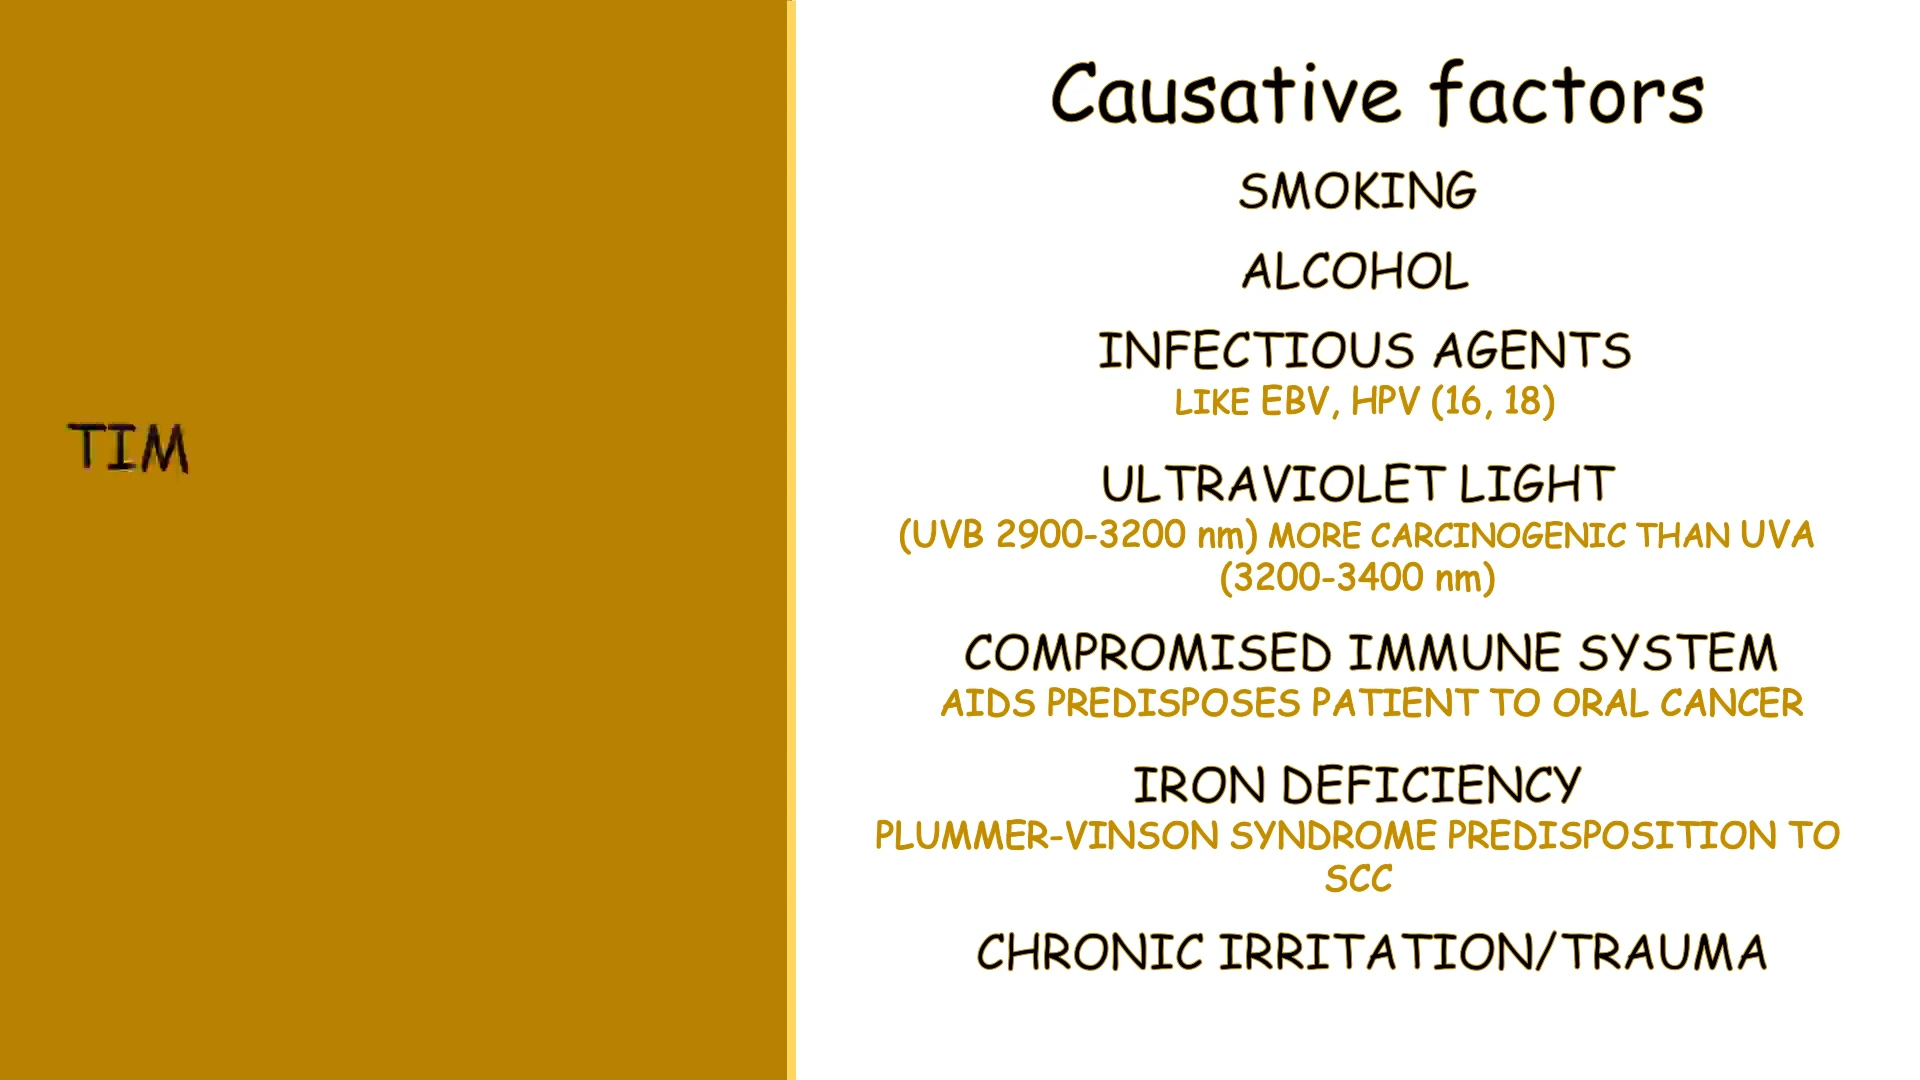 TIM
Causative factors
SMOKING
ALCOHOL
INFECTIOUS AGENTS
LIKE EBV, HPV (16, 18)
ULTRAVIOLET LIGHT
(UVB 2900-3200 nm) MORE CARCINOGENIC THAN UVA
(3200-3400 nm)
COMPROMISED IMMUNE SYSTEM
AIDS PREDISPOSES PATIENT TO ORAL CANCER
IRON DEFICIENCY
PLUMMER-VINSON SYNDROME PREDISPOSITION TO
SCC
CHRONIC IRRITATION/TRAUMA